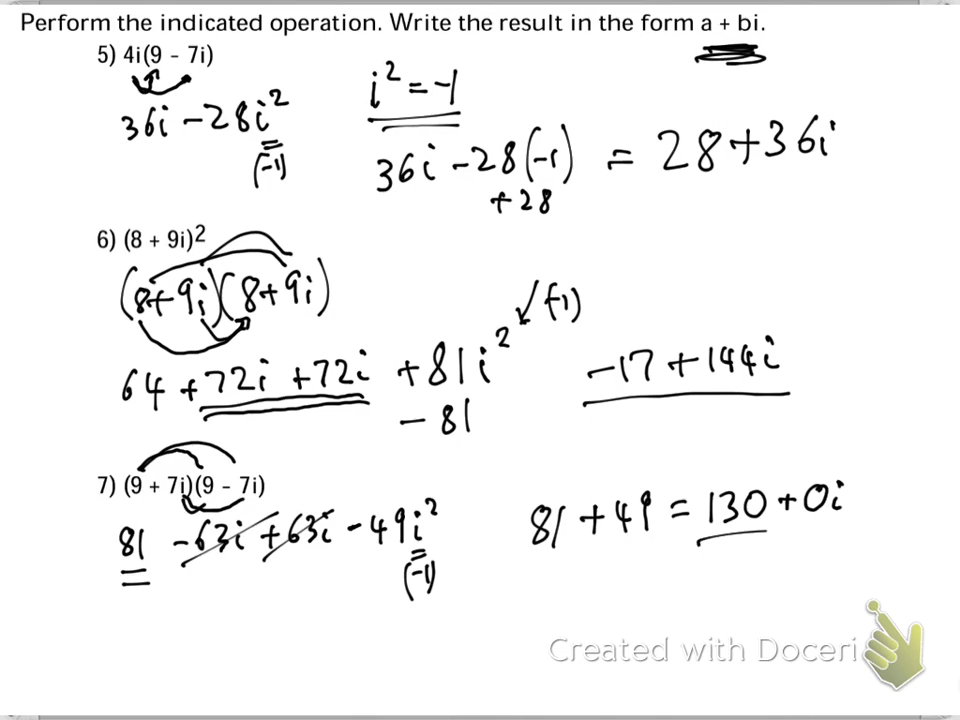 Perform the indicated operation. Write the result in the form a + bi.
5) 4i(9 - 7i)
36i - 28i² i² = -1
(-1) 36i - 28(-1) = 28 + 36i
+ 28
6) (8 + 9i)2
(8+9i)(8+9i)
(-1)
64 + 72i + 72i + 81i² -17 + 144i
- 81
7) (9 + 7i)(9 - 7i)
81 - 63i + 63i - 49i² 81 + 49 = 130 + 0i
(-1)
Created with Doceri